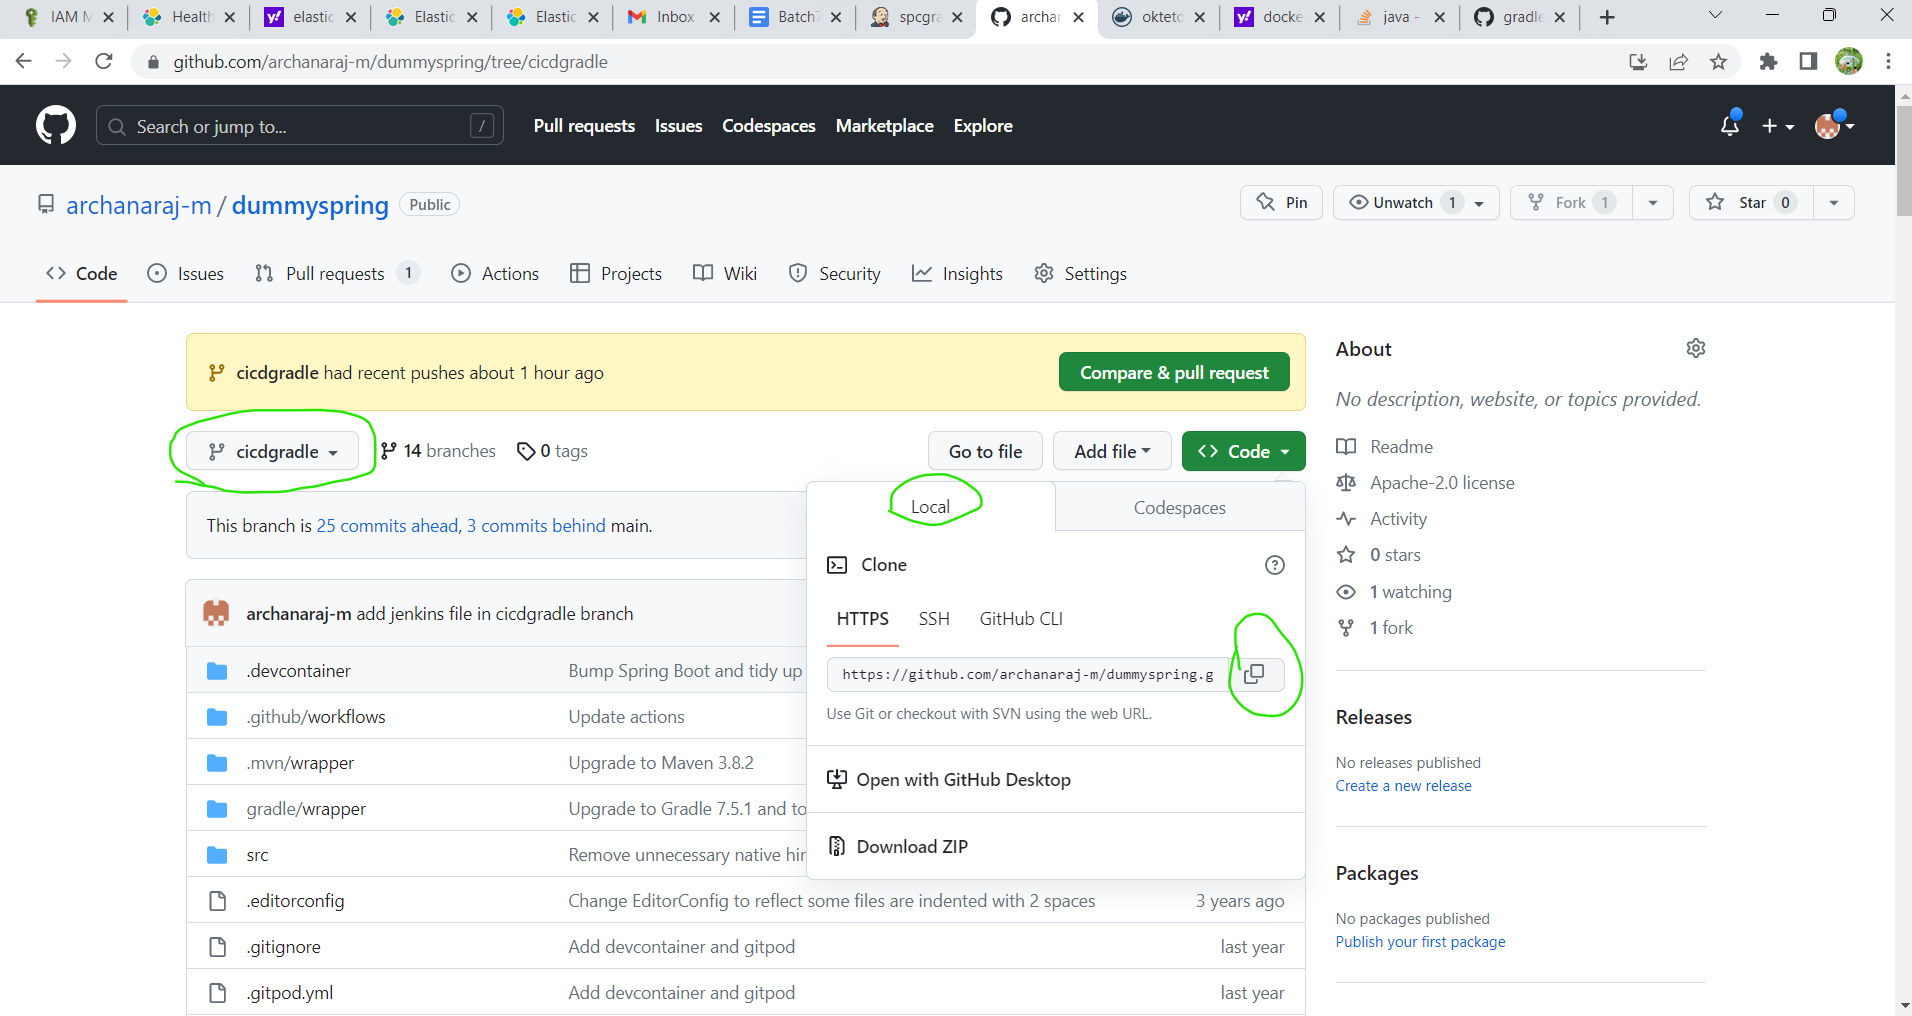 IAM M
Health
elastic
Elastic
Elastic
Inbox
Batch7
spcgra
archar
oktetc
docke
java -
gradle
github.com/archanaraj-m/dummyspring/tree/cicdgradle
Search or jump to...
/
Pull requests
Issues
Codespaces
Marketplace
Explore
archanaraj-m / dummyspring
Public
Pin
Unwatch 1
Fork 1
Star 0
Code
Issues
Pull requests 1
Actions
Projects
Wiki
Security
Insights
Settings
cicdgradle had recent pushes about 1 hour ago
Compare & pull request
cicdgradle
14 branches
0 tags
Go to file
Add file
Code
This branch is 25 commits ahead, 3 commits behind main.
Local
Codespaces
Clone
HTTPS
SSH
GitHub CLI
https://github.com/archanaraj-m/dummyspring.g
Use Git or checkout with SVN using the web URL.
Open with GitHub Desktop
Download ZIP
archanaraj-m add jenkins file in cicdgradle branch
.devcontainer
Bump Spring Boot and tidy up
.github/workflows
Update actions
.mvn/wrapper
Upgrade to Maven 3.8.2
gradle/wrapper
Upgrade to Gradle 7.5.1 and to
src
Remove unnecessary native hir
.editorconfig
Change EditorConfig to reflect some files are indented with 2 spaces
3 years ago
.gitignore
Add devcontainer and gitpod
last year
.gitpod.yml
Add devcontainer and gitpod
last year
About
No description, website, or topics provided.
Readme
Apache-2.0 license
Activity
0 stars
1 watching
1 fork
Releases
No releases published
Create a new release
Packages
No packages published
Publish your first package